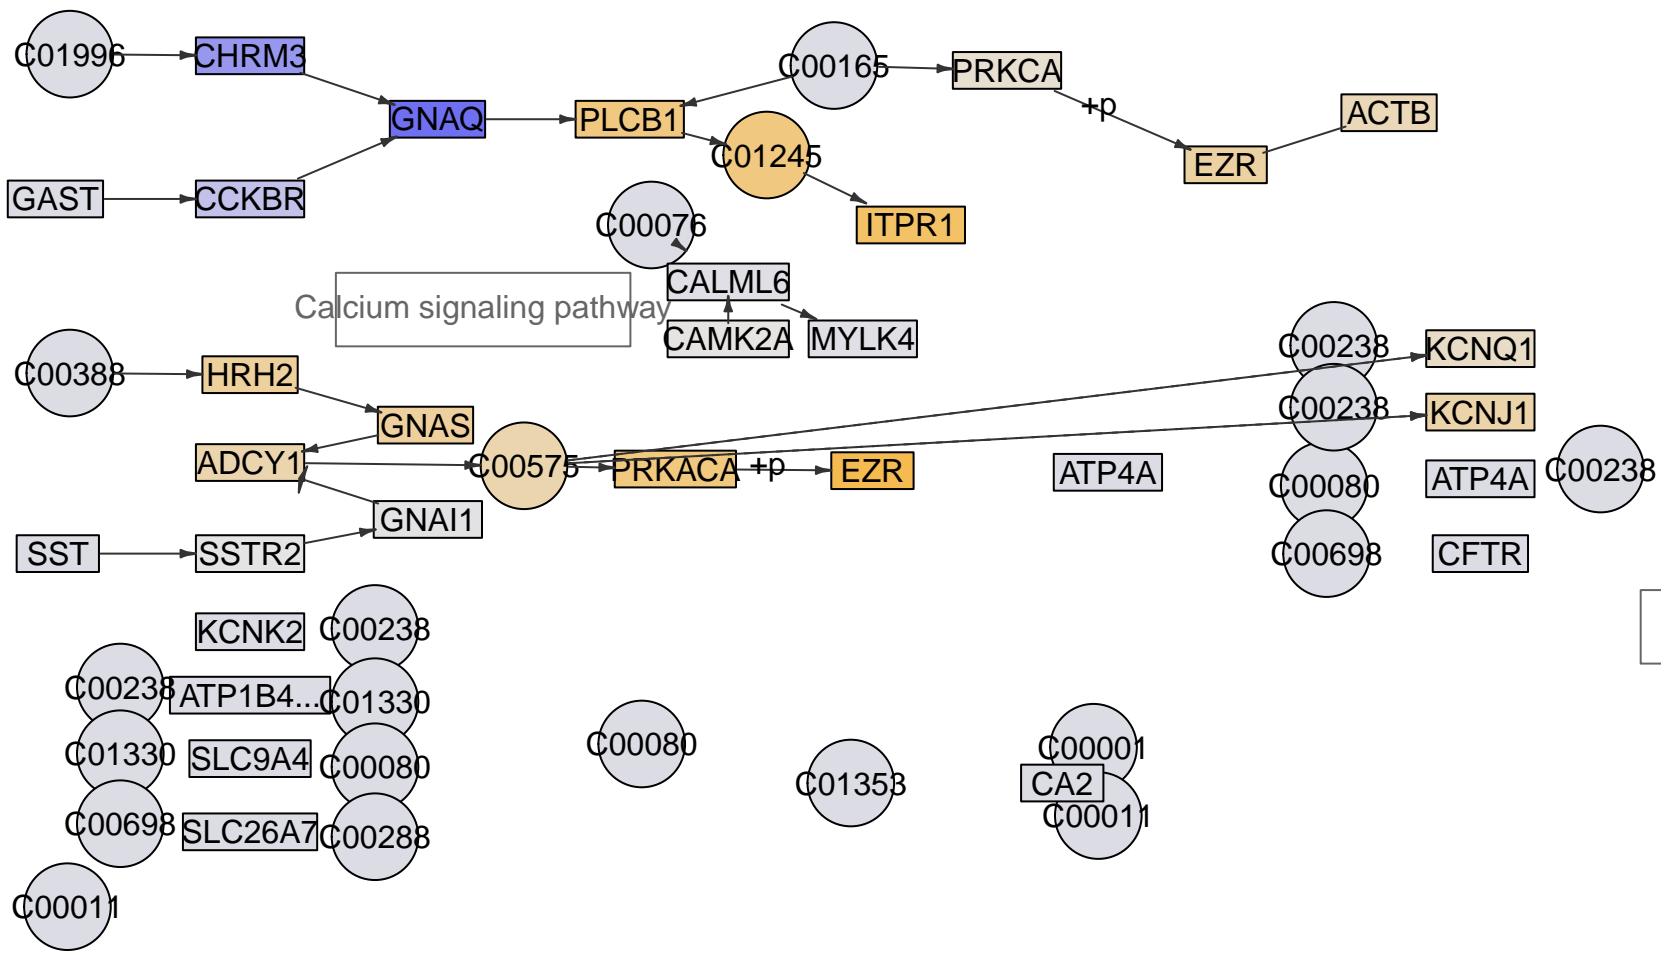 C01996
CHRM3
C00165
PRKCA
GNAQ
PLCB1
+p
ACTB
C01245
EZR
GAST
CCKBR
C00076
ITPR1
CALML6
Calcium signaling pathway
CAMK2A
MYLK4
C00238
KCNQ1
C00388
HRH2
C00238
KCNJ1
GNAS
ADCY1
C00575
PRKACA
+p
EZR
ATP4A
C00080
ATP4A
C00238
GNAI1
SST
SSTR2
C00698
CFTR
KCNK2
C00238
C00238
ATP1B4...
C01330
C01330
SLC9A4
C00080
C00080
C01353
C00001
CA2
C00011
C00698
SLC26A7
C00288
C00011